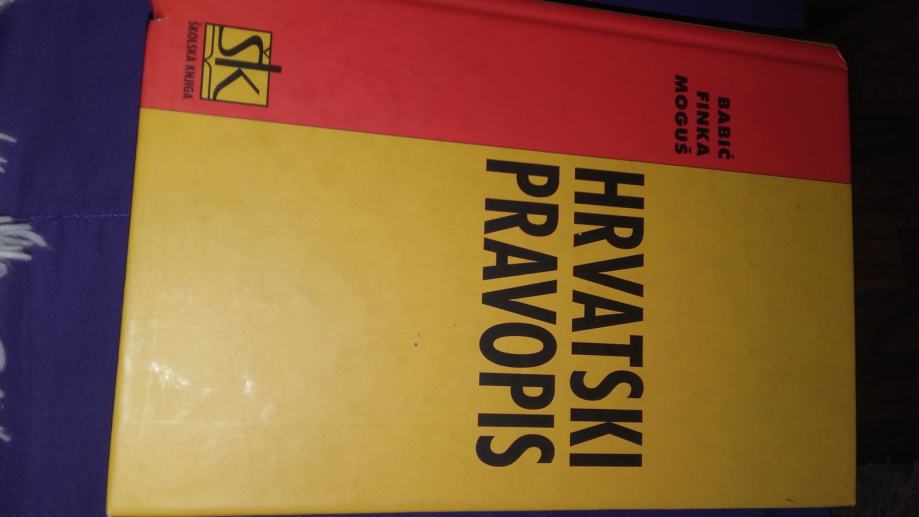 BABIĆ
FINKA
MOGUŠ
HRVATSKI
PRAVOPIS
ŠK
ŠKOLSKA KNJIGA